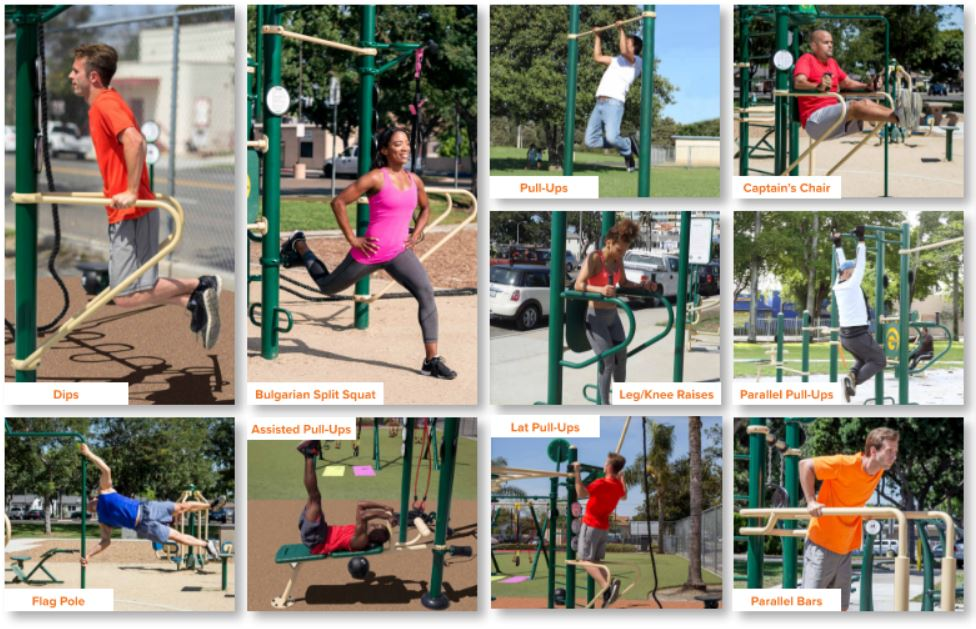 Pull-Ups
Captain's Chair
Dips
Bulgarian Split Squat
Leg/Knee Raises
Parallel Pull-Ups
Assisted Pull-Ups
Lat Pull-Ups
Flag Pole
Parallel Bars